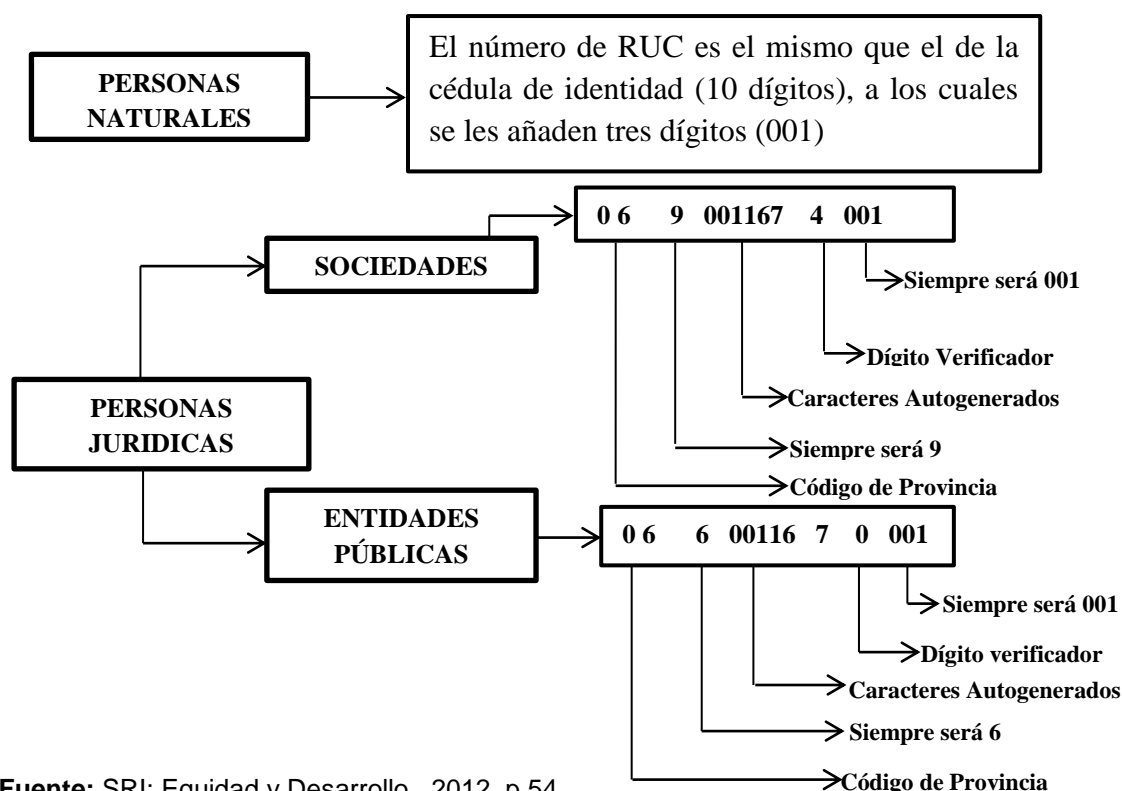 PERSONAS
NATURALES
El número de RUC es el mismo que el de la
cédula de identidad (10 dígitos), a los cuales
se les añaden tres dígitos (001)
0 6 9 001167 4 001
SOCIEDADES
Siempre será 001
Dígito Verificador
Caracteres Autogenerados
Siempre será 9
Código de Provincia
PERSONAS
JURIDICAS
ENTIDADES
PÚBLICAS
0 6 6 00116 7 0 001
Siempre será 001
Dígito verificador
Caracteres Autogenerados
Siempre será 6
Código de Provincia
Fuente: SRI: Equidad y Desarrollo, 2012, p 54